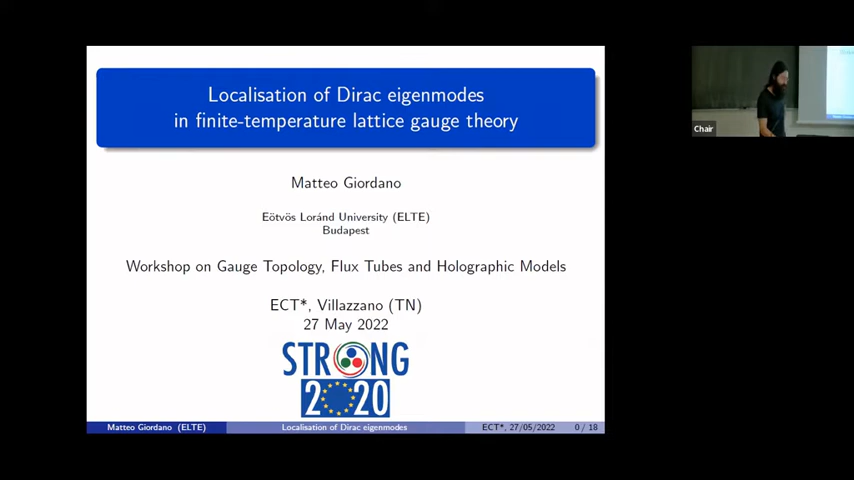 Localisation of Dirac eigenmodes
in finite-temperature lattice gauge theory
Matteo Giordano
Eötvös Loránd University (ELTE)
Budapest
Workshop on Gauge Topology, Flux Tubes and Holographic Models
ECT*, Villazzano (TN)
27 May 2022
STRONG
2020
Matteo Giordano (ELTE) Localisation of Dirac eigenmodes ECT*, 27/05/2022 0 / 18
Chair